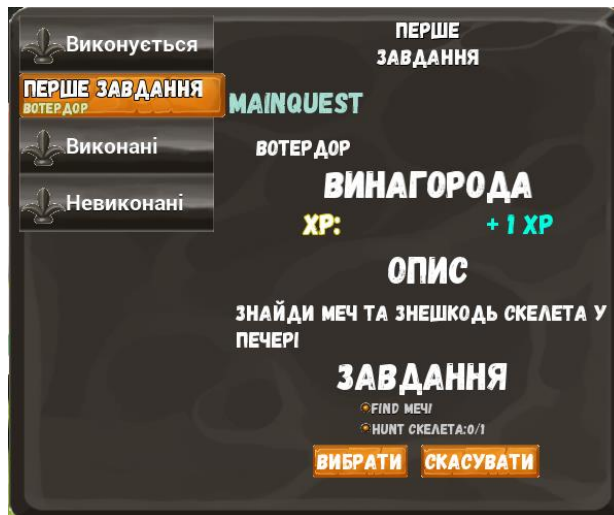 Виконується
ПЕРШЕ ЗАВДАННЯ
ВОТЕРДОР
Виконані
Невиконані
ПЕРШЕ
ЗАВДАННЯ
MAINQUEST
ВОТЕРДОР
ВИНАГОРОДА
XP: + 1 XP
ОПИС
ЗНАЙДИ МЕЧ ТА ЗНЕШКОДЬ СКЕЛЕТА У
ПЕЧЕРІ
ЗАВДАННЯ
FIND МЕЧ!
HUNT СКЕЛЕТА:0/1
ВИБРАТИ СКАСУВАТИ